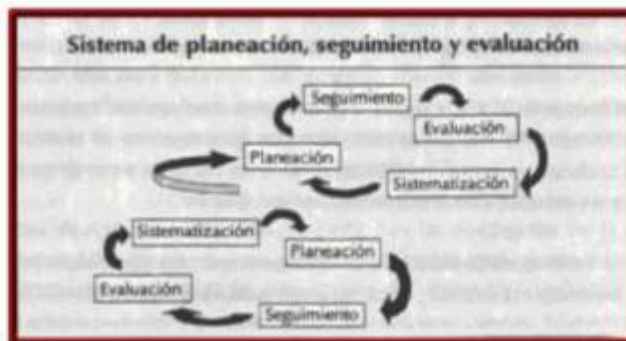 Sistema de planeación, seguimiento y evaluación
Seguimiento
Evaluación
Planeación
Sistematización
Sistematización
Planeación
Evaluación
Seguimiento